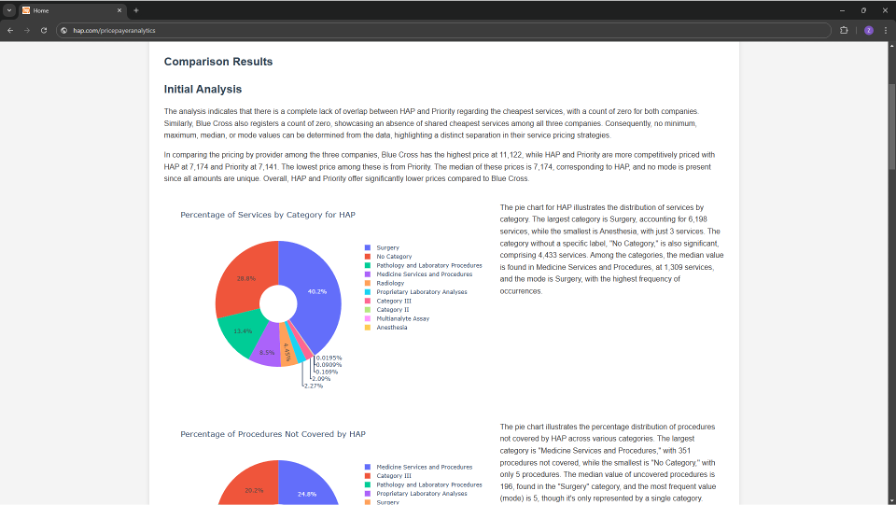 Home
hap.com/pricepayeranalytics
Comparison Results
Initial Analysis
The analysis indicates that there is a complete lack of overlap between HAP and Priority regarding the cheapest services, with a count of zero for both companies.
Similarly, Blue Cross also registers a count of zero, showcasing an absence of shared cheapest services among all three companies. Consequently, no minimum,
maximum, median, or mode values can be determined from the data, highlighting a distinct separation in their service pricing strategies.
In comparing the pricing by provider among the three companies, Blue Cross has the highest price at 11,122, while HAP and Priority are more competitively priced with
HAP at 7,174 and Priority at 7,141. The lowest price among these is from Priority. The median of these prices is 7,174, corresponding to HAP, and no mode is present
since all amounts are unique. Overall, HAP and Priority offer significantly lower prices compared to Blue Cross.
Percentage of Services by Category for HAP
Surgery
No Category
Pathology and Laboratory Procedures
Medicine Services and Procedures
Radiology
Proprietary Laboratory Analyses
Category III
Category II
Multianalyte Assay
Anesthesia
40.2%
28.8%
13.4%
8.5%
4.45%
0.0195%
0.0909%
0.166%
2.09%
2.27%
The pie chart for HAP illustrates the distribution of services by
category. The largest category is Surgery, accounting for 6,198
services, while the smallest is Anesthesia, with just 3 services. The
category without a specific label, "No Category," is also significant,
comprising 4,433 services. Among the categories, the median value
is found in Medicine Services and Procedures, at 1,309 services,
and the mode is Surgery, with the highest frequency of
occurrences.
Percentage of Procedures Not Covered by HAP
Medicine Services and Procedures
Category III
Pathology and Laboratory Procedures
Proprietary Laboratory Analyses
Surgery
20.2%
24.8%
The pie chart illustrates the percentage distribution of procedures
not covered by HAP across various categories. The largest
category is "Medicine Services and Procedures," with 351
procedures not covered, while the smallest is "No Category," with
only 5 procedures. The median value of uncovered procedures is
196, found in the "Surgery" category, and the most frequent value
(mode) is 5, though it's only represented by a single category.